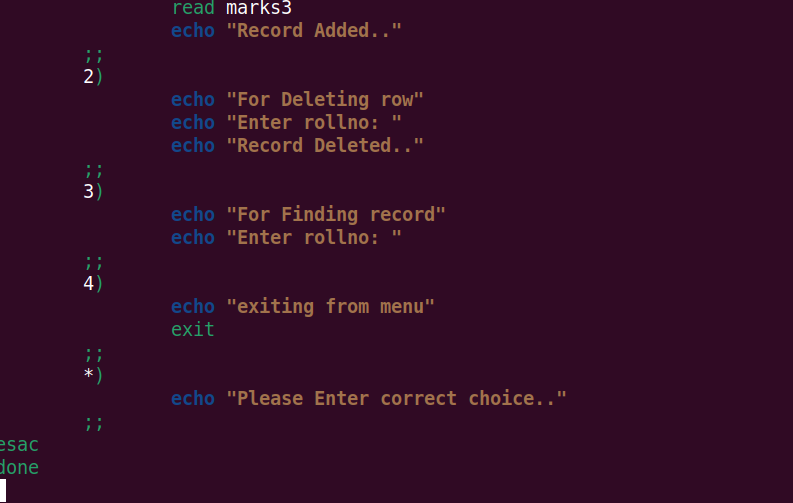 read marks3
echo "Record Added.."
;;
2)
echo "For Deleting row"
echo "Enter rollno: "
echo "Record Deleted.."
;;
3)
echo "For Finding record"
echo "Enter rollno: "
;;
4)
echo "exiting from menu"
exit
;;
*)
echo "Please Enter correct choice.."
;;
esac
done